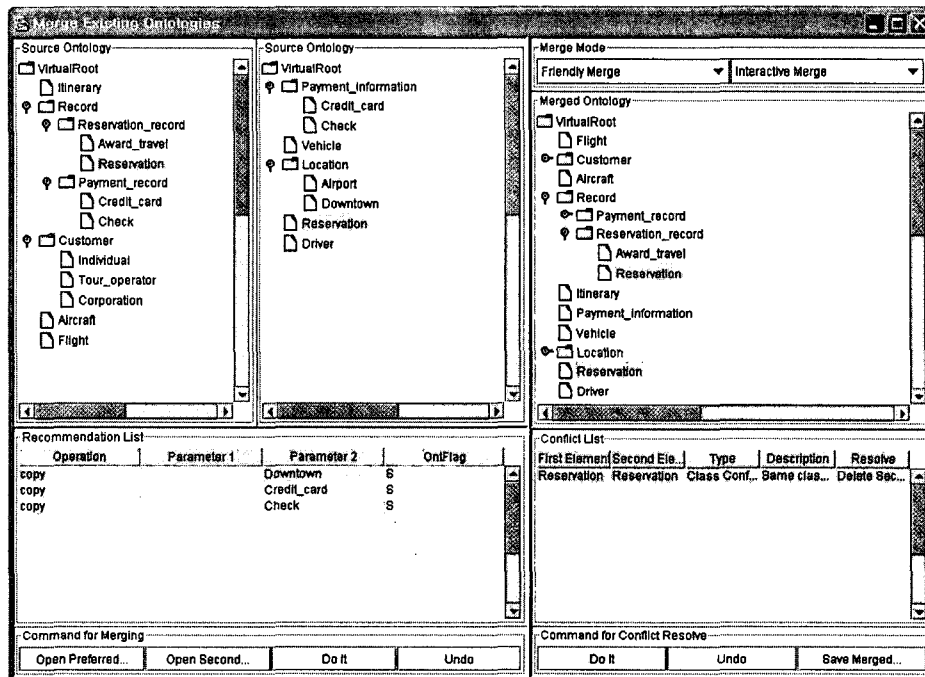 Merge Existing Ontologies
Source Ontology
VirtualRoot
Itinerary
Record
Reservation_record
Award_travel
Reservation
Payment_record
Credit_card
Check
Customer
Individual
Tour_operator
Corporation
Aircraft
Flight
Source Ontology
VirtualRoot
Payment_Information
Credit_card
Check
Vehicle
Location
Airport
Downtown
Reservation
Driver
Merge Mode
Friendly Merge Interactive Merge
Merged Ontology
VirtualRoot
Flight
Customer
Aircraft
Record
Payment_record
Reservation_record
Award_travel
Reservation
Itinerary
Payment_Information
Vehicle
Location
Reservation
Driver
Recommendation List
Operation Parameter 1 Parameter 2 OntFlag
copy Downtown S
copy Credit_card S
copy Check S
Conflict List
First Element Second Ele... Type Description Resolve
Reservation Reservation Class Conf... Same clas... Delete Sec...
Command for Merging
Open Preferred... Open Second... Do It Undo
Command for Conflict Resolve
Do It Undo Save Merged...